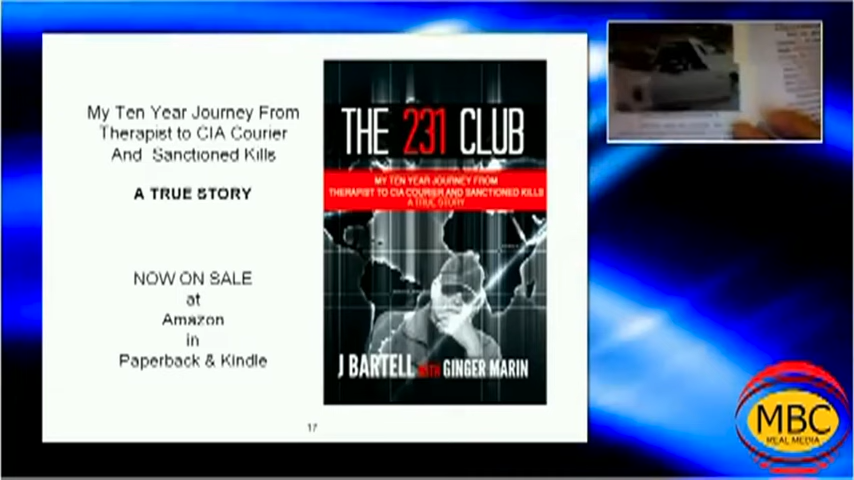 My Ten Year Journey From
Therapist to CIA Courier
And Sanctioned Kills
A TRUE STORY
NOW ON SALE
at
Amazon
in
Paperback & Kindle
THE 231 CLUB
MY TEN YEAR JOURNEY FROM
THERAPIST TO CIA COURIER AND SANCTIONED KILLS
A TRUE STORY
J BARTELL WITH GINGER MARIN
17
MBC
REAL MEDIA